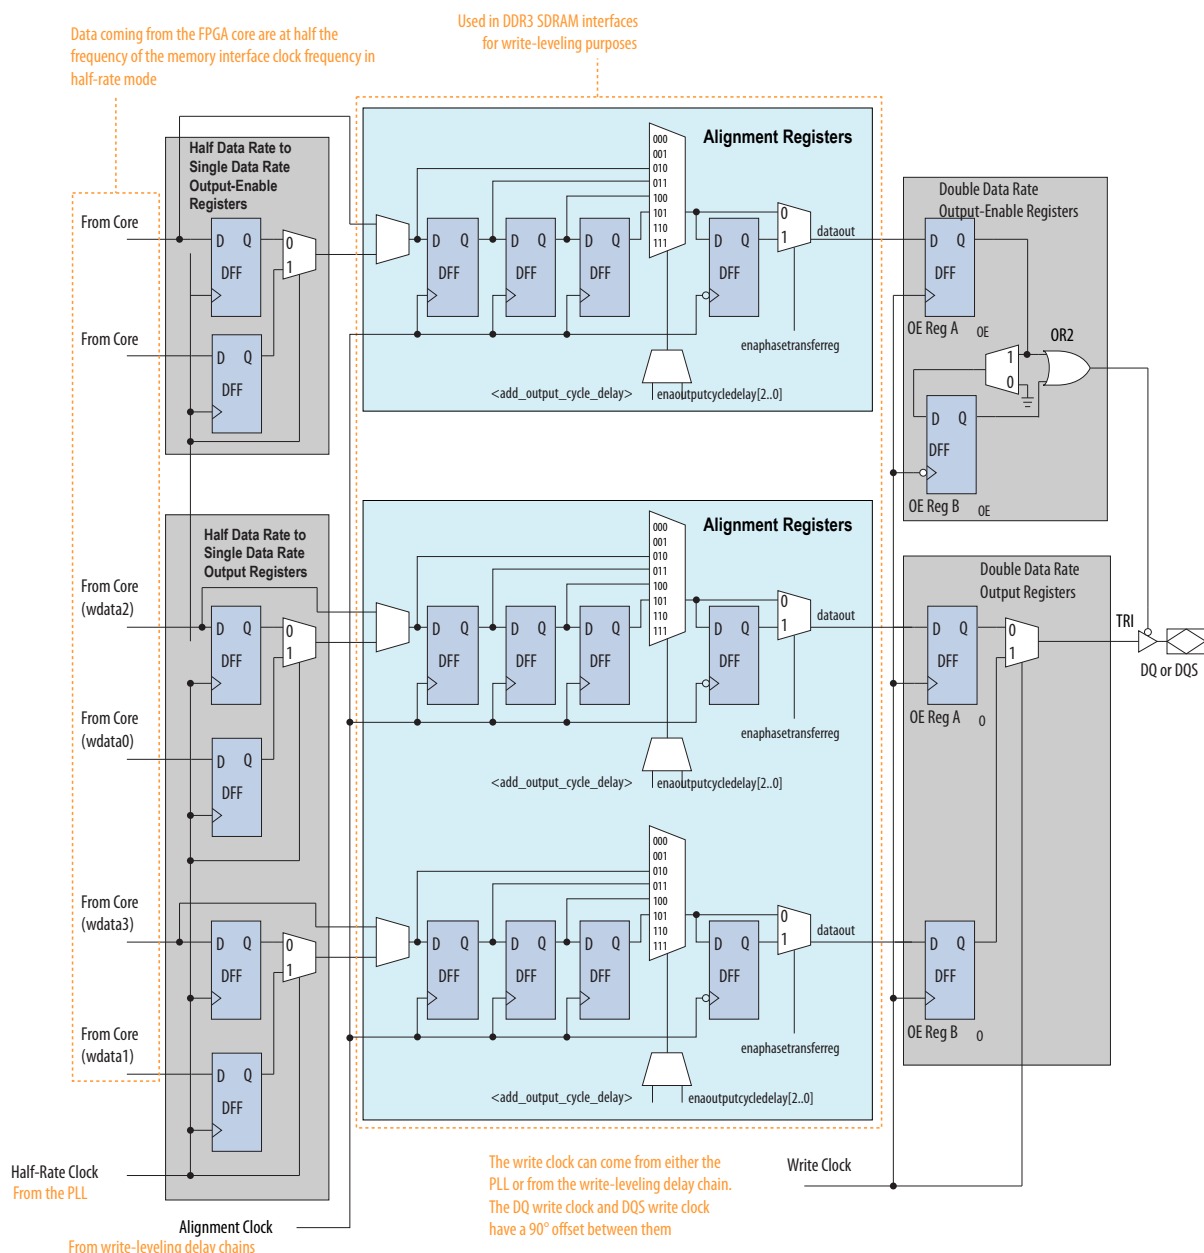 Data coming from the FPGA core are at half the
frequency of the memory interface clock frequency in
half-rate mode
Used in DDR3 SDRAM interfaces
for write-leveling purposes
Half Data Rate to
Single Data Rate
Output-Enable
Registers
From Core
D Q
DFF
0
1
From Core
D Q
DFF
Alignment Registers
000
001
010
011
100
101
110
111
D Q
DFF
D Q
DFF
D Q
DFF
D Q
DFF
0
1
dataout
enaphasetransferreg
<add_output_cycle_delay>
enaoutputcycledelay[2..0]
Double Data Rate
Output-Enable Registers
D Q
DFF
OE Reg A OE
OR2
1
0
D Q
DFF
OE Reg B OE
Half Data Rate to
Single Data Rate
Output Registers
From Core
(wdata2)
D Q
DFF
0
1
From Core
(wdata0)
D Q
DFF
Alignment Registers
000
001
010
011
100
101
110
111
D Q
DFF
D Q
DFF
D Q
DFF
D Q
DFF
0
1
dataout
enaphasetransferreg
<add_output_cycle_delay>
enaoutputcycledelay[2..0]
Double Data Rate
Output Registers
D Q
DFF
OE Reg A O
0
1
TRI
DQ or DQS
From Core
(wdata3)
D Q
DFF
0
1
From Core
(wdata1)
D Q
DFF
000
001
010
011
100
101
110
111
D Q
DFF
D Q
DFF
D Q
DFF
D Q
DFF
0
1
dataout
enaphasetransferreg
<add_output_cycle_delay>
enaoutputcycledelay[2..0]
D Q
DFF
OE Reg B O
Half-Rate Clock
From the PLL
Alignment Clock
From write-leveling delay chains
The write clock can come from either the
PLL or from the write-leveling delay chain.
The DQ write clock and DQS write clock
have a 90° offset between them
Write Clock